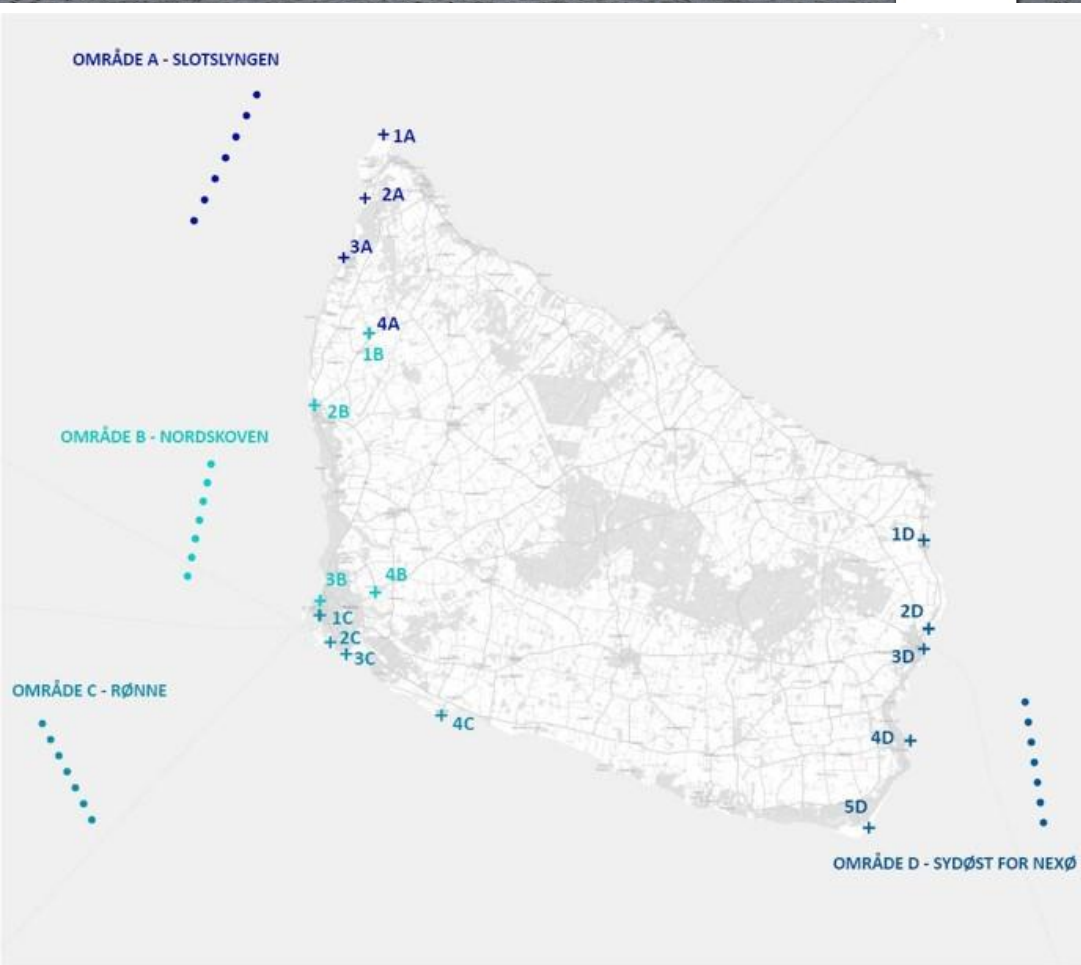 OMRÅDE A - SLOTSLYNGEN
1A
2A
3A
4A
1B
2B
OMRÅDE B - NORDSKOVEN
1D
3B
4B
1C
2D
2C
3C
3D
OMRÅDE C - RØNNE
4C
4D
5D
OMRÅDE D - SYDØST FOR NEXØ